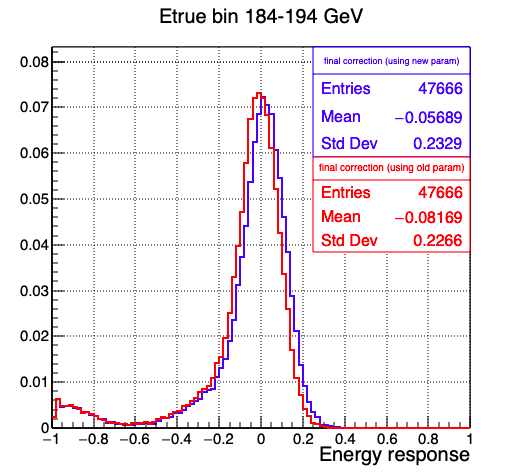 Etrue bin 184-194 GeV
final correction (using new param)
Entries 47666
Mean −0.05689
Std Dev 0.2329
final correction (using old param)
Entries 47666
Mean −0.08169
Std Dev 0.2266
0.08
0.07
0.06
0.05
0.04
0.03
0.02
0.01
0
−1 −0.8 −0.6 −0.4 −0.2 0 0.2 0.4 0.6 0.8 1
Energy response